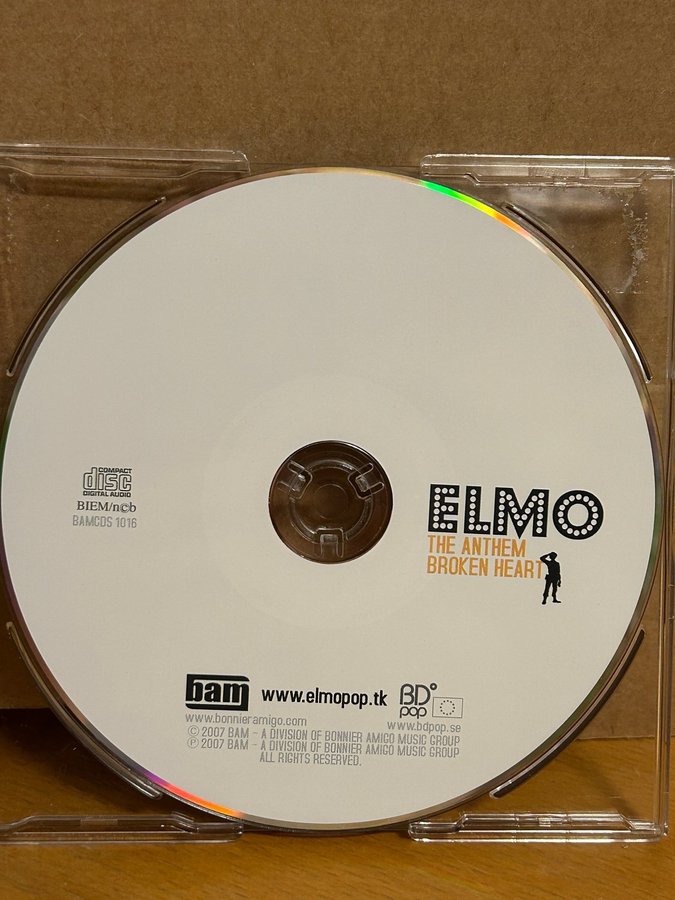 COMPACT
disc
DIGITAL AUDIO
BIEM/n©b
BAMCDS 1016
ELMO
THE ANTHEM
BROKEN HEART
bam
www.elmopop.tk
BD°
pop
www.bonnieramigo.com
www.bdpop.se
© 2007 BAM - A DIVISION OF BONNIER AMIGO MUSIC GROUP
℗ 2007 BAM - A DIVISION OF BONNIER AMIGO MUSIC GROUP
ALL RIGHTS RESERVED.